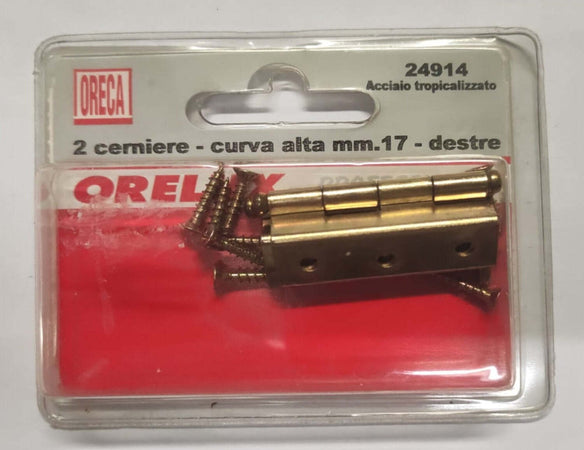 ORECA
24914
Acciaio tropicalizzato
2 cerniere - curva alta mm.17 - destre